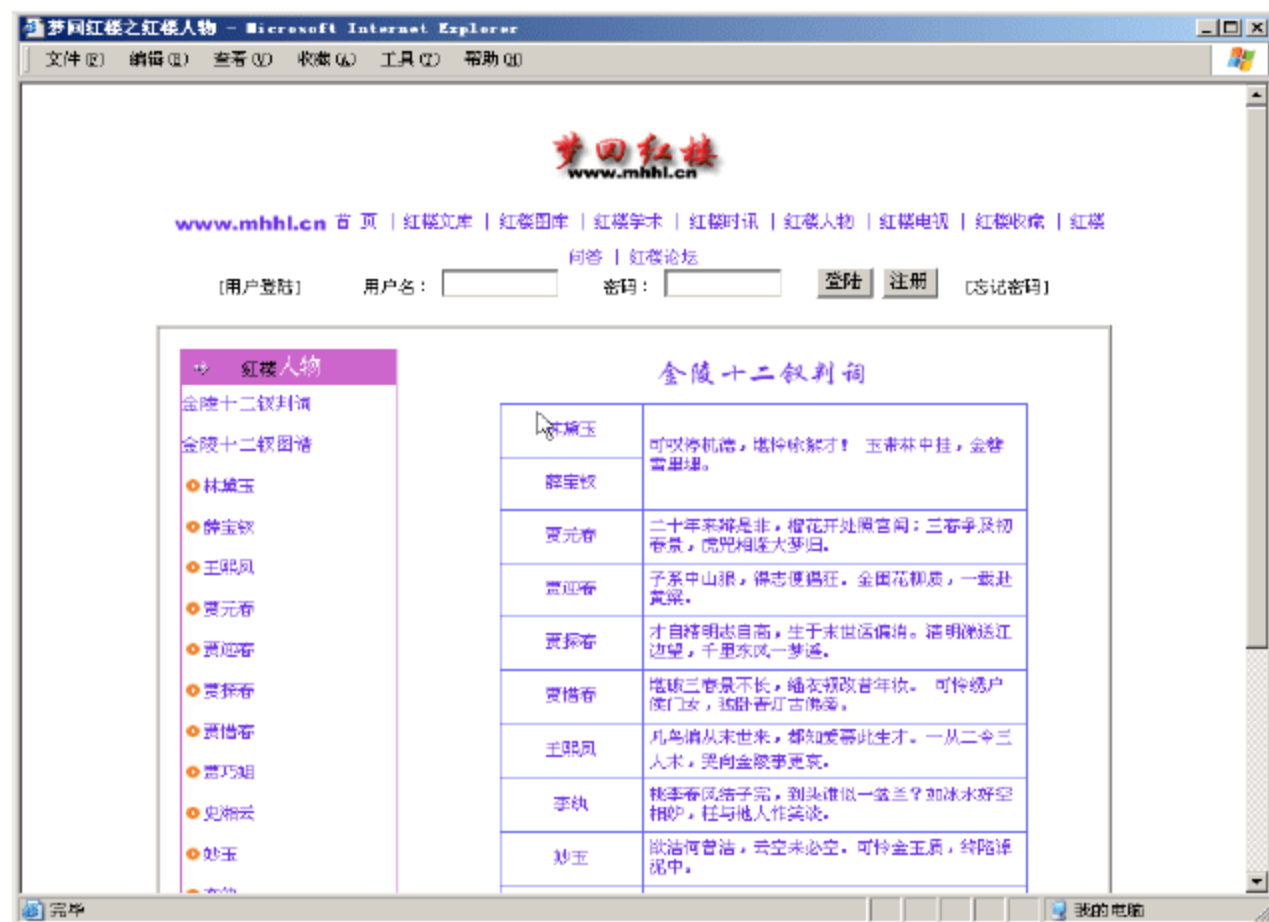 梦回红楼之红楼人物 - Microsoft Internet Explorer
文件(F) 编辑(E) 查看(V) 收藏(A) 工具(T) 帮助(H)
梦回红楼
www.mhhl.cn
www.mhhl.cn 首 页 | 红楼文库 | 红楼图库 | 红楼学术 | 红楼时讯 | 红楼人物 | 红楼电视 | 红楼收藏 | 红楼
问答 | 红楼论坛
[用户登陆] 用户名： 密码： 登陆 注册 [忘记密码]
红楼人物
金陵十二钗判词
金陵十二钗图谱
林黛玉
薛宝钗
王熙凤
贾元春
贾迎春
贾探春
贾惜春
贾巧姐
史湘云
妙玉
金陵十二钗判词
林黛玉
薛宝钗
可叹停机德，堪怜咏絮才！ 玉带林中挂，金簪
雪里埋。
贾元春
二十年来辨是非，榴花开处照宫闱；三春争及初
春景，虎兕相逢大梦归。
贾迎春
子系中山狼，得志便猖狂。金闺花柳质，一载赴
黄粱。
贾探春
才自精明志自高，生于末世运偏消。清明涕送江
边望，千里东风一梦遥。
贾惜春
堪破三春景不长，缁衣顿改昔年妆。 可怜绣户
侯门女，独卧青灯古佛旁。
王熙凤
凡鸟偏从末世来，都知爱慕此生才。一从二令三
人木，哭向金陵事更哀。
李纨
桃李春风结子完，到头谁似一盆兰？如冰水好空
相妒，枉与他人作笑谈。
妙玉
欲洁何曾洁，云空未必空。可怜金玉质，终陷淖
泥中。
完毕 我的电脑